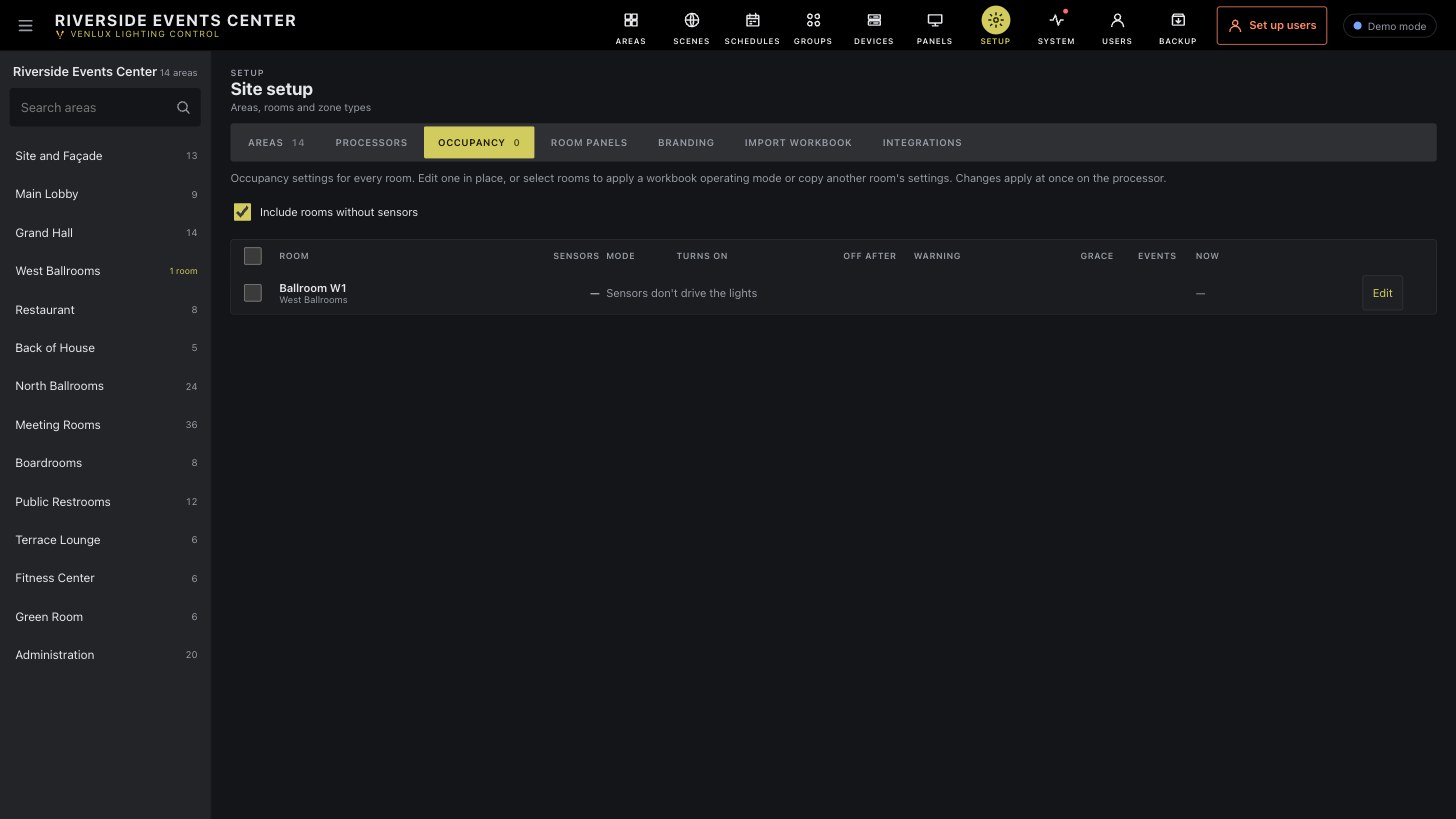 RIVERSIDE EVENTS CENTER
VENLUX LIGHTING CONTROL
AREAS
SCENES
SCHEDULES
GROUPS
DEVICES
PANELS
SETUP
SYSTEM
USERS
BACKUP
Set up users
Demo mode
Riverside Events Center 14 areas
Search areas
Site and Façade 13
Main Lobby 9
Grand Hall 14
West Ballrooms 1 room
Restaurant 8
Back of House 5
North Ballrooms 24
Meeting Rooms 36
Boardrooms 8
Public Restrooms 12
Terrace Lounge 6
Fitness Center 6
Green Room 6
Administration 20
SETUP
Site setup
Areas, rooms and zone types
AREAS 14 PROCESSORS OCCUPANCY 0 ROOM PANELS BRANDING IMPORT WORKBOOK INTEGRATIONS
Occupancy settings for every room. Edit one in place, or select rooms to apply a workbook operating mode or copy another room's settings. Changes apply at once on the processor.
Include rooms without sensors
ROOM SENSORS MODE TURNS ON OFF AFTER WARNING GRACE EVENTS NOW
Ballroom W1 — Sensors don't drive the lights — Edit
West Ballrooms